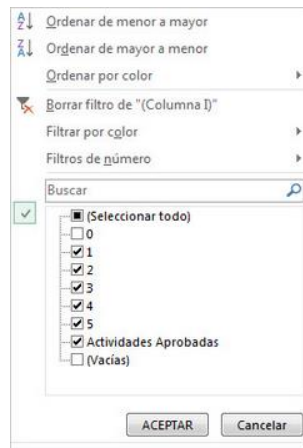 Ordenar de menor a mayor
Ordenar de mayor a menor
Ordenar por color
Borrar filtro de "(Columna I)"
Filtrar por color
Filtros de número
Buscar
(Seleccionar todo)
0
1
2
3
4
5
Actividades Aprobadas
(Vacías)
ACEPTAR
Cancelar